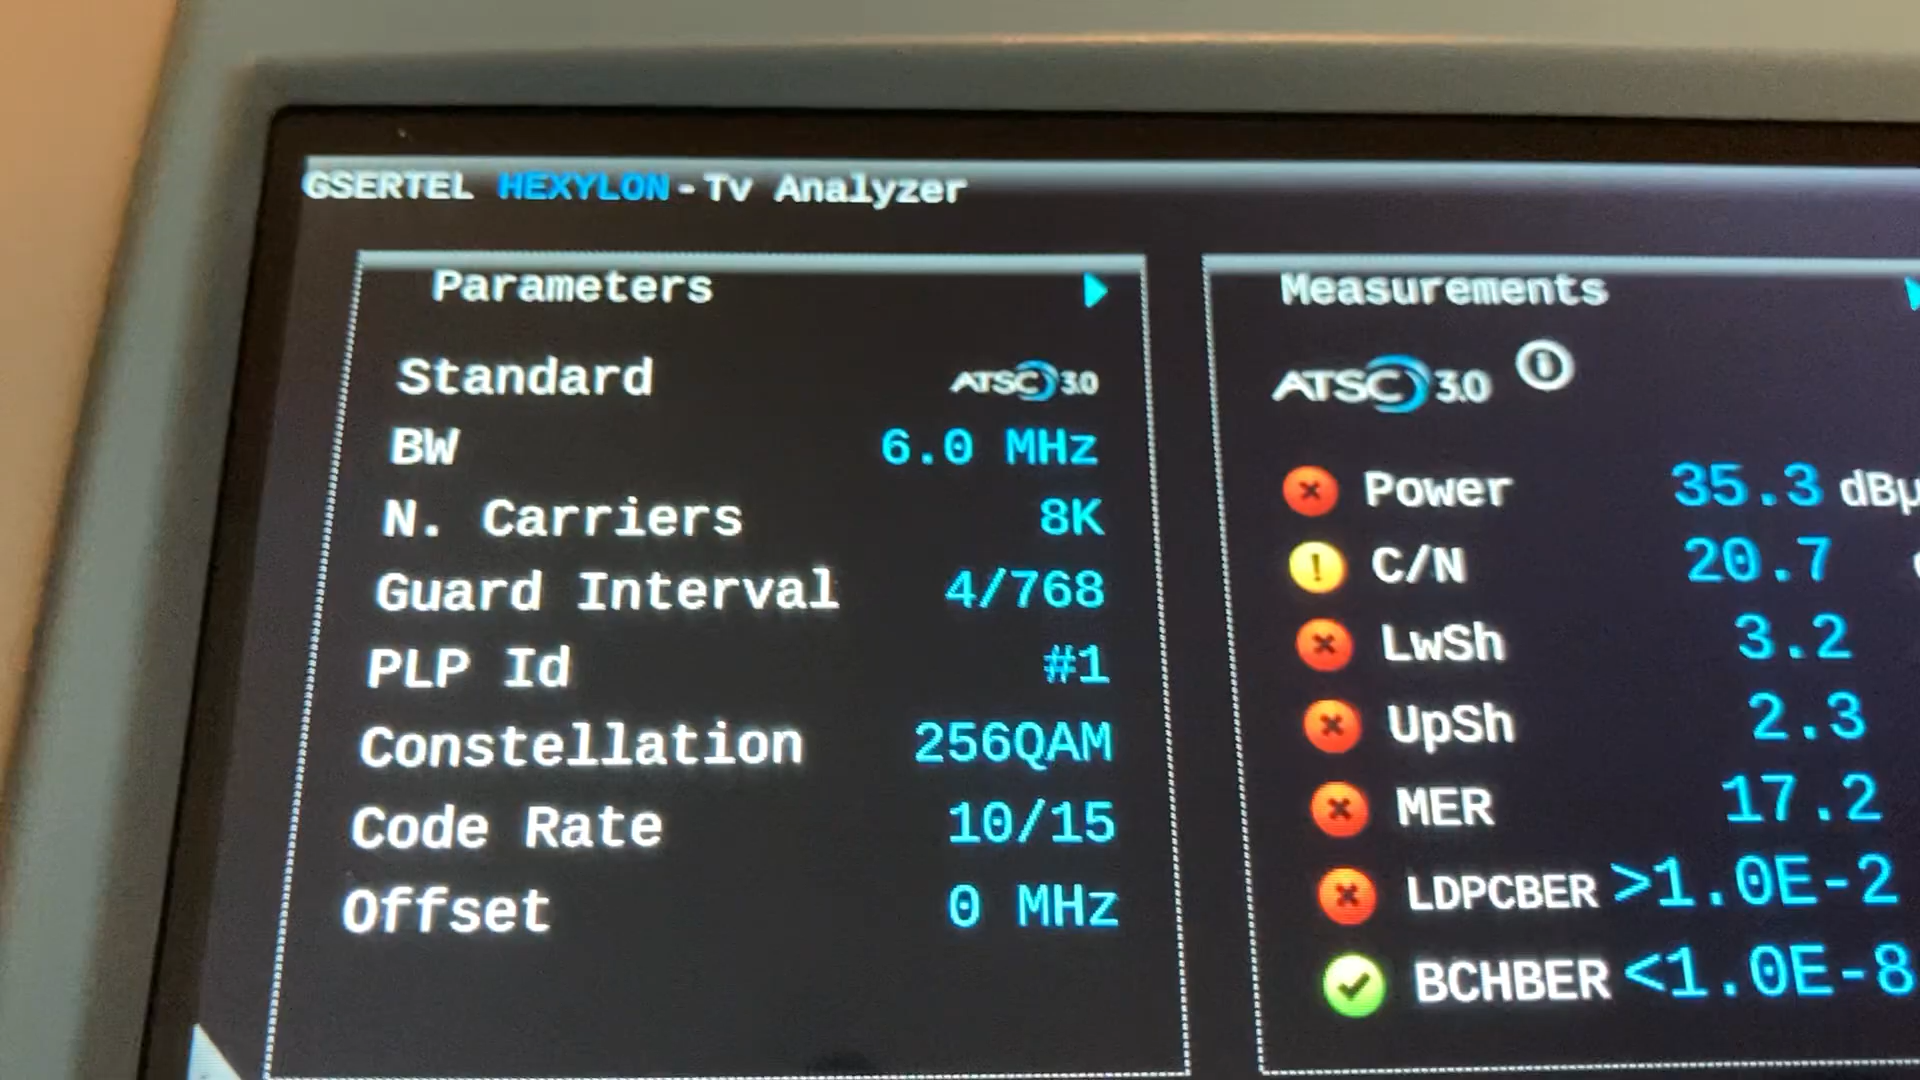 GSERTEL HEXYLON - Tv Analyzer
Parameters
Standard ATSC 3.0
BW 6.0 MHz
N. Carriers 8K
Guard Interval 4/768
PLP Id #1
Constellation 256QAM
Code Rate 10/15
Offset 0 MHz
Measurements
ATSC 3.0
Power 35.3 dBµ
C/N 20.7
LwSh 3.2
UpSh 2.3
MER 17.2
LDPCBER >1.0E-2
BCHBER <1.0E-8